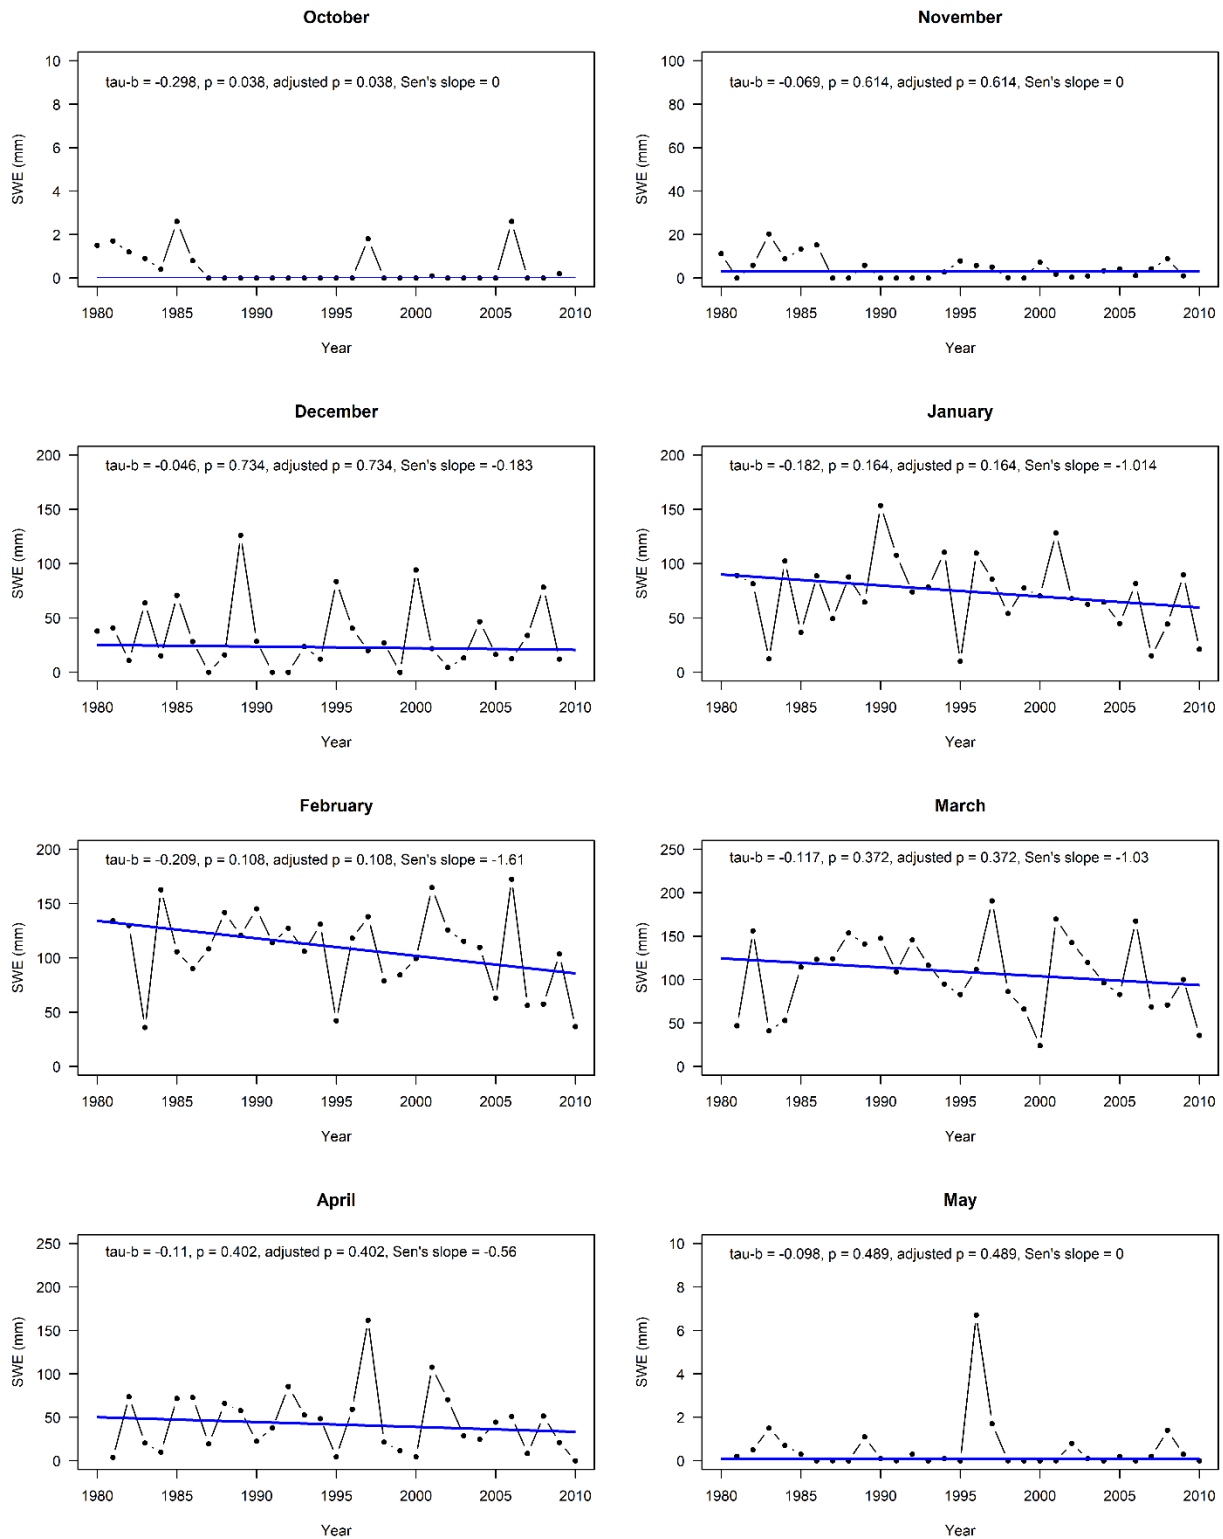 October
tau-b = -0.298, p = 0.038, adjusted p = 0.038, Sen's slope = 0
SWE (mm)
10
8
6
4
2
0
1980 1985 1990 1995 2000 2005 2010
Year
November
tau-b = -0.069, p = 0.614, adjusted p = 0.614, Sen's slope = 0
SWE (mm)
100
80
60
40
20
0
1980 1985 1990 1995 2000 2005 2010
Year
December
tau-b = -0.046, p = 0.734, adjusted p = 0.734, Sen's slope = -0.183
SWE (mm)
200
150
100
50
0
1980 1985 1990 1995 2000 2005 2010
Year
January
tau-b = -0.182, p = 0.164, adjusted p = 0.164, Sen's slope = -1.014
SWE (mm)
200
150
100
50
0
1980 1985 1990 1995 2000 2005 2010
Year
February
tau-b = -0.209, p = 0.108, adjusted p = 0.108, Sen's slope = -1.61
SWE (mm)
200
150
100
50
0
1980 1985 1990 1995 2000 2005 2010
Year
March
tau-b = -0.117, p = 0.372, adjusted p = 0.372, Sen's slope = -1.03
SWE (mm)
250
200
150
100
50
0
1980 1985 1990 1995 2000 2005 2010
Year
April
tau-b = -0.11, p = 0.402, adjusted p = 0.402, Sen's slope = -0.56
SWE (mm)
250
200
150
100
50
0
1980 1985 1990 1995 2000 2005 2010
Year
May
tau-b = -0.098, p = 0.489, adjusted p = 0.489, Sen's slope = 0
SWE (mm)
10
8
6
4
2
0
1980 1985 1990 1995 2000 2005 2010
Year